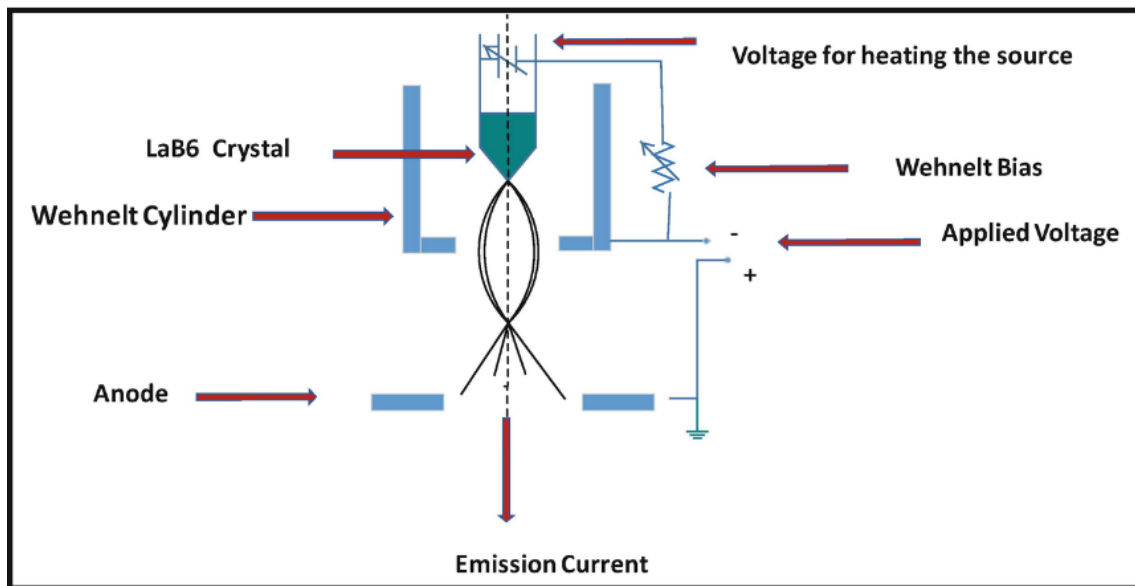 Voltage for heating the source
LaB6 Crystal
Wehnelt Bias
Wehnelt Cylinder
Applied Voltage
-
+
Anode
Emission Current